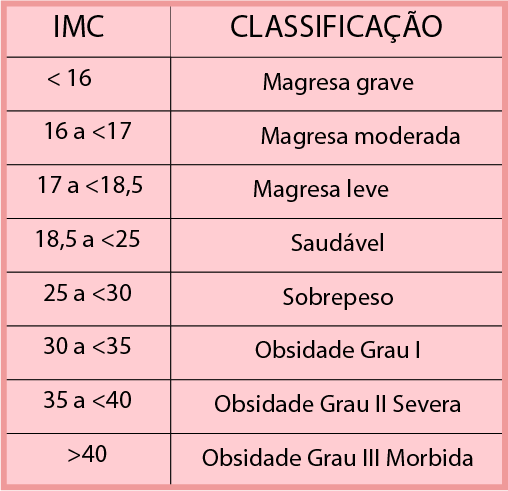 IMC CLASSIFICAÇÃO
< 16 Magresa grave
16 a <17 Magresa moderada
17 a <18,5 Magresa leve
18,5 a <25 Saudável
25 a <30 Sobrepeso
30 a <35 Obsidade Grau I
35 a <40 Obsidade Grau II Severa
>40 Obsidade Grau III Morbida